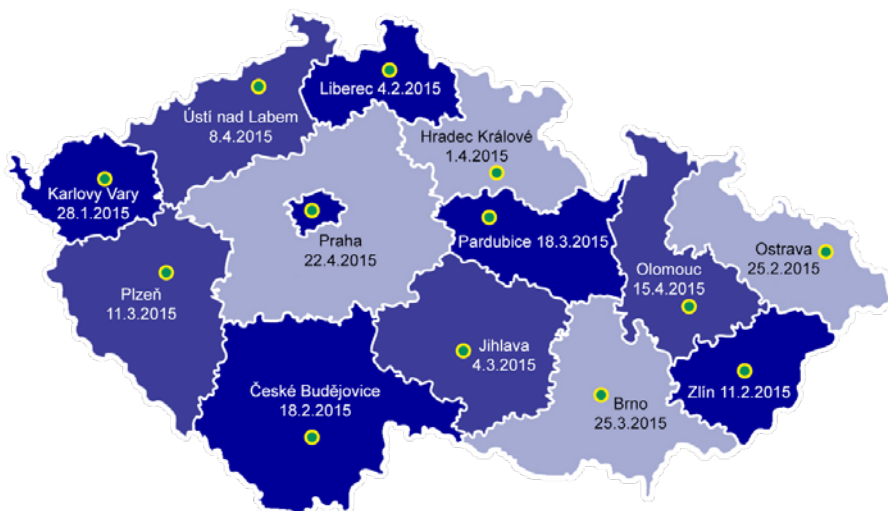 Liberec 4.2.2015
Ústí nad Labem
8.4.2015
Hradec Králové
1.4.2015
Karlovy Vary
28.1.2015
Praha
22.4.2015
Pardubice 18.3.2015
Ostrava
25.2.2015
Olomouc
15.4.2015
Plzeň
11.3.2015
Jihlava
4.3.2015
České Budějovice
18.2.2015
Zlín 11.2.2015
Brno
25.3.2015